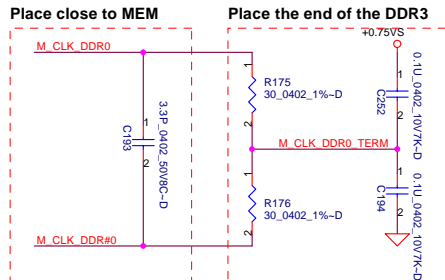 Place close to MEM
Place the end of the DDR3
+0.75VS
M_CLK_DDR0
1
2
C193
3.3P_0402_50V8C~D
1
2
R175
30_0402_1%~D
1
2
C252
0.1U_0402_10V7K~D
M_CLK_DDR0_TERM
1
2
R176
30_0402_1%~D
1
2
C194
0.1U_0402_10V7K~D
M_CLK_DDR#0